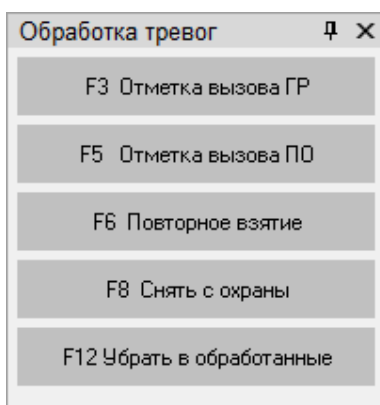 Обработка тревог
F3 Отметка вызова ГР
F5 Отметка вызова ПО
F6 Повторное взятие
F8 Снять с охраны
F12 Убрать в обработанные